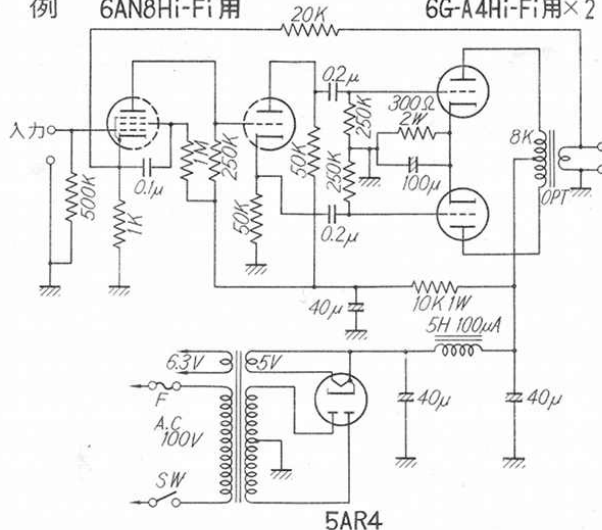 例 6AN8Hi-Fi用 6G-A4Hi-Fi用×2
20K
0.2μ
300Ω
2W
250K
入力
8K
1M
250K
50K
0.1μ
100μ
250K
500K
1K
50K
0.2μ
OPT
40μ
10K 1W
5H 100μA
6.3V
5V
F
A.C
100V
40μ
40μ
SW
5AR4